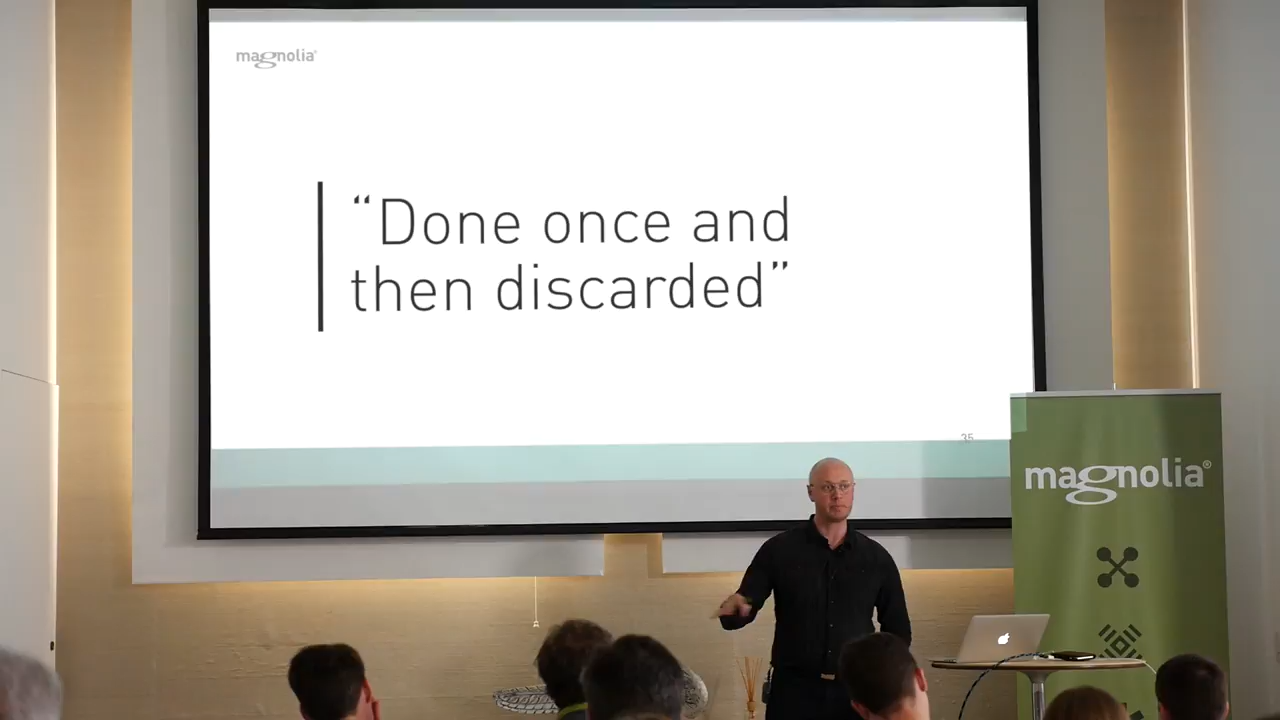 magnolia®
“Done once and
then discarded”
35
magnolia®